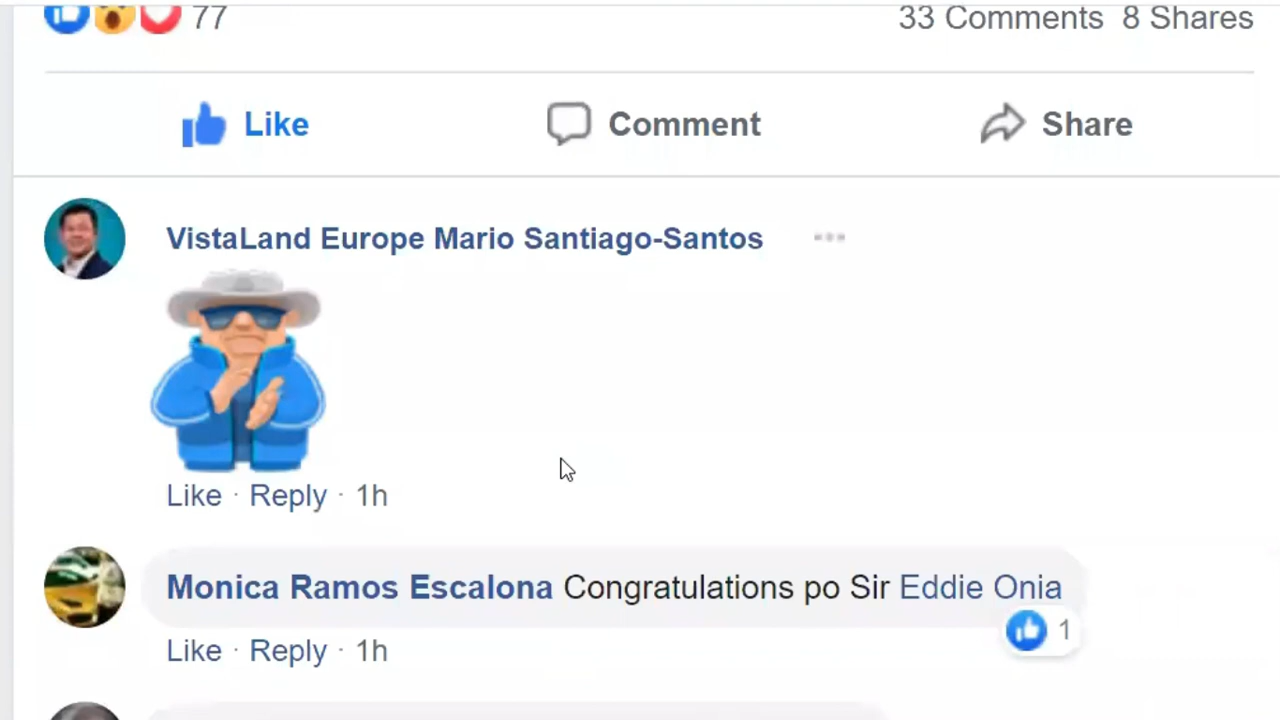 77
33 Comments 8 Shares
Like
Comment
Share
VistaLand Europe Mario Santiago-Santos
Like · Reply · 1h
Monica Ramos Escalona Congratulations po Sir Eddie Onia
1
Like · Reply · 1h